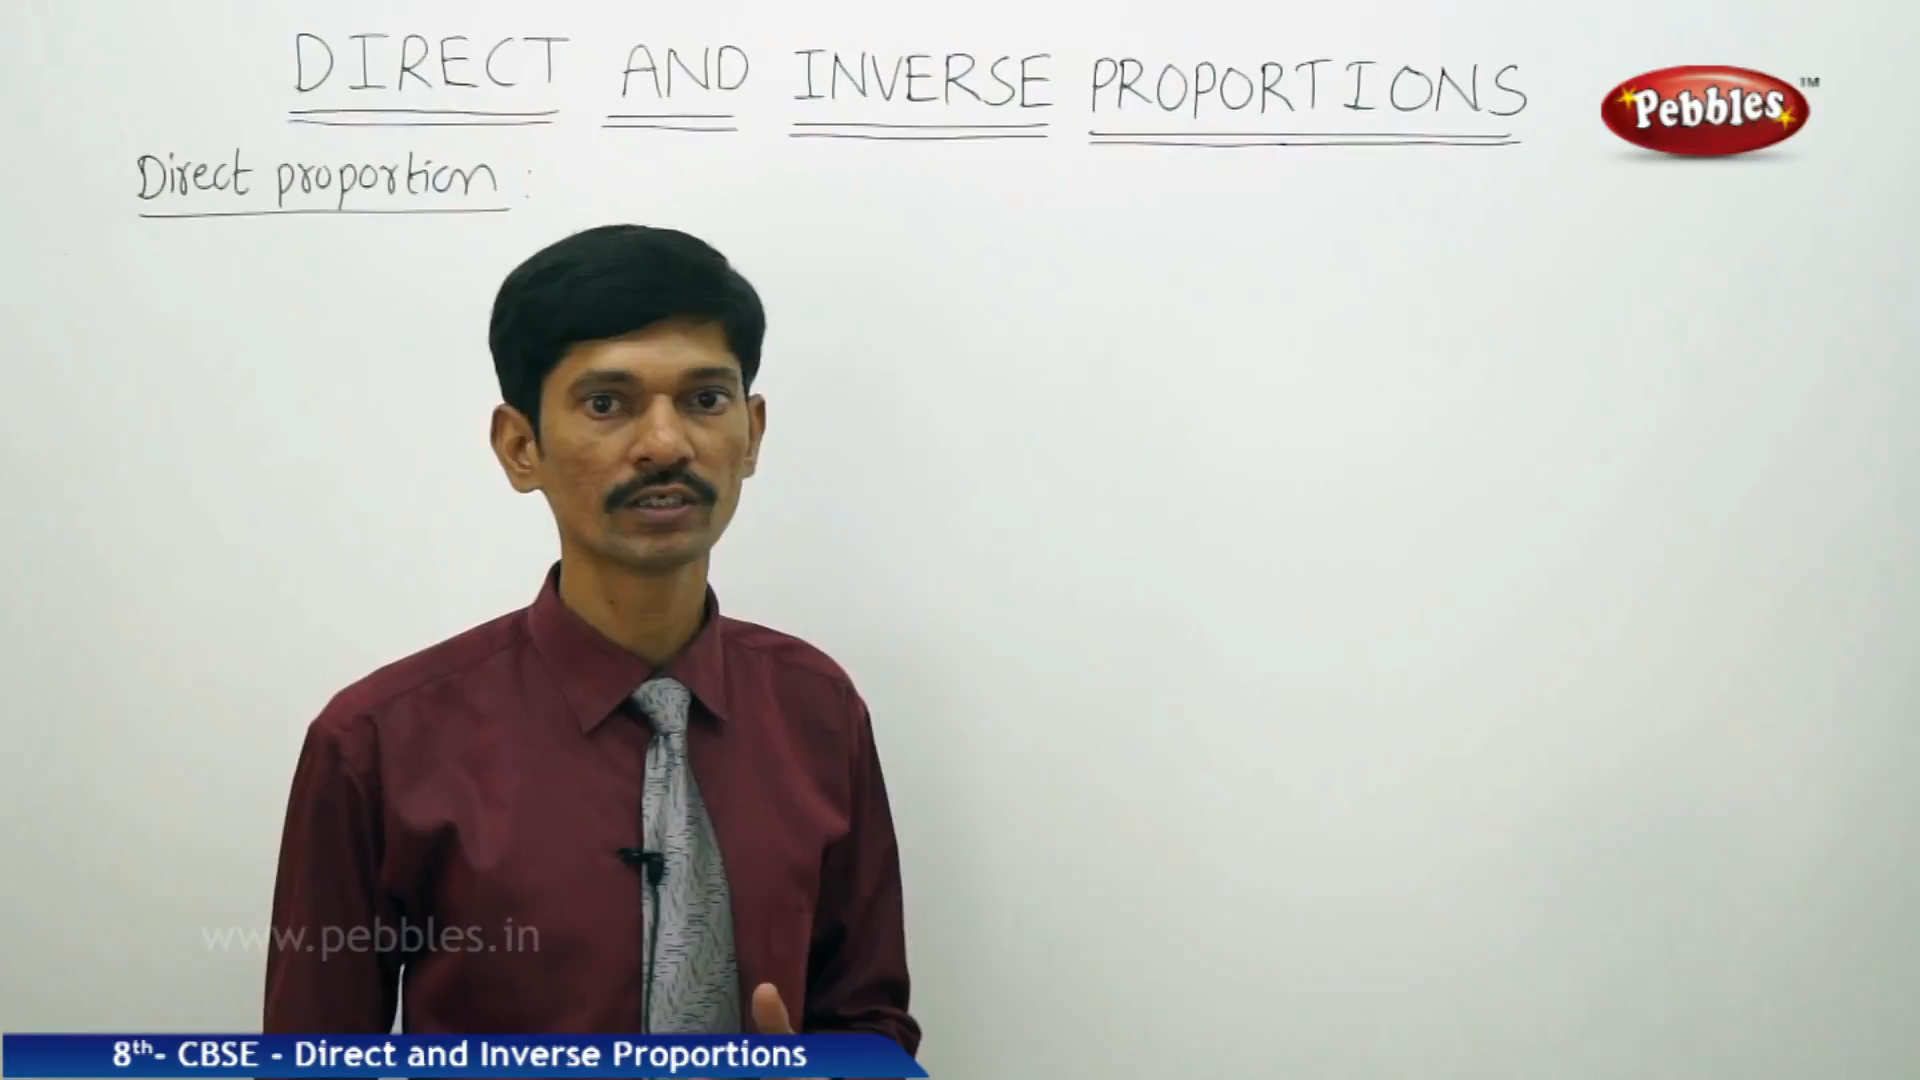 DIRECT AND INVERSE PROPORTIONS
Pebbles™
Direct proportion :
www.pebbles.in
8th- CBSE - Direct and Inverse Proportions